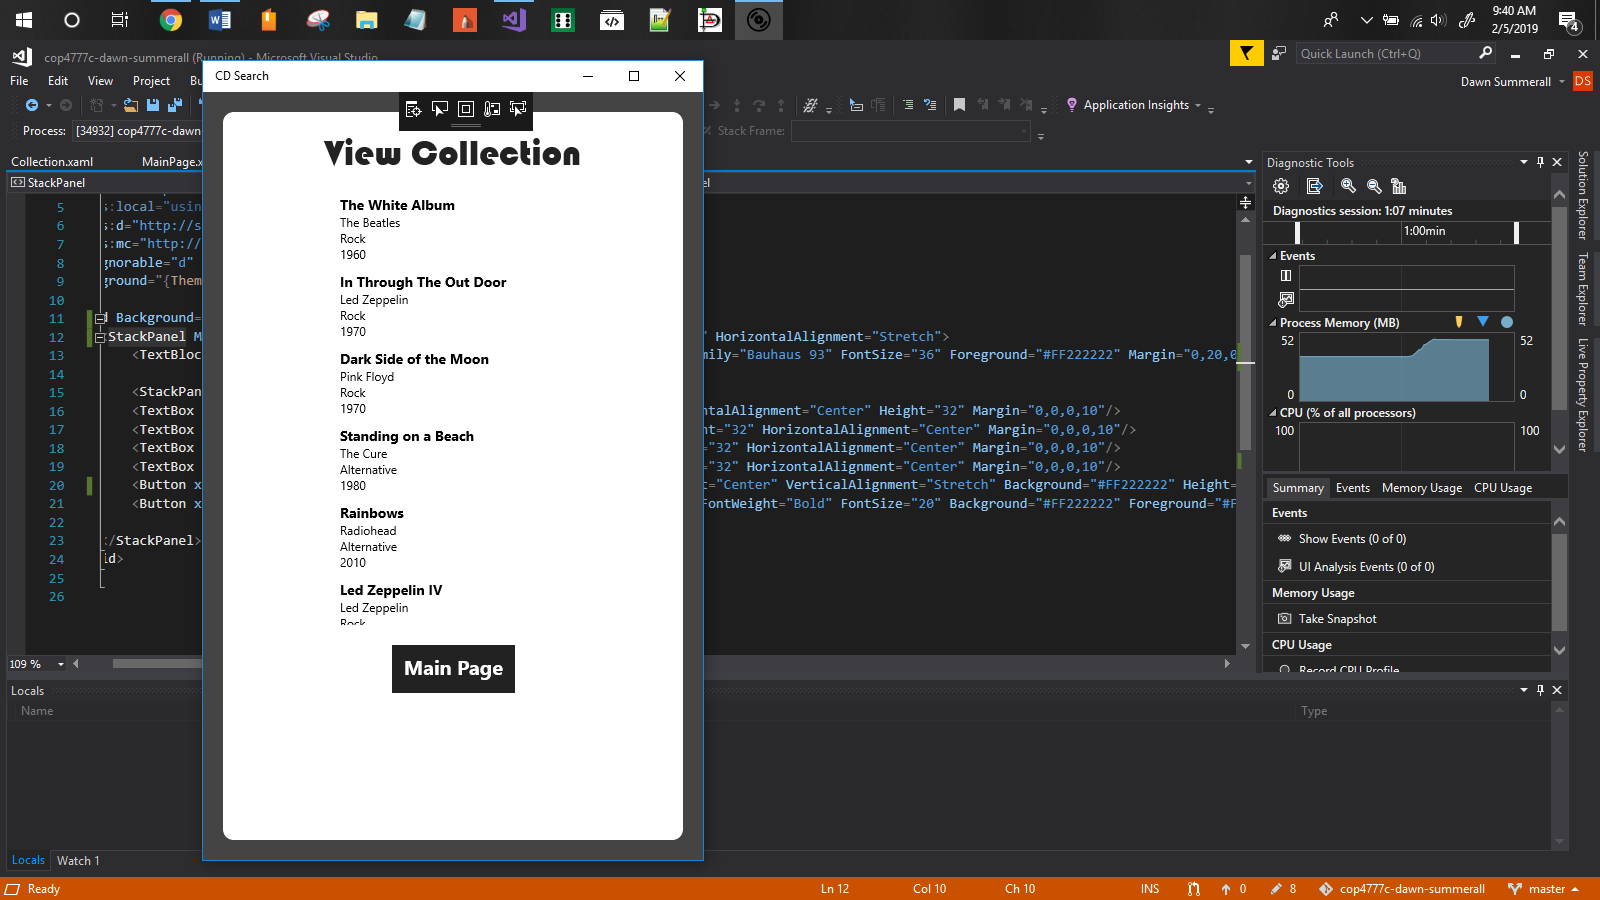 9:40 AM
2/5/2019
4
cop4777c-dawn-summerall (Running) - Microsoft Visual Studio
Quick Launch (Ctrl+Q)
File Edit View Project
Dawn Summerall DS
Application Insights
Process: [34932] cop4777c-dawn
Stack Frame:
Collection.xaml MainPage.x
StackPanel
CD Search
View Collection
The White Album
The Beatles
Rock
1960
In Through The Out Door
Led Zeppelin
Rock
1970
Dark Side of the Moon
Pink Floyd
Rock
1970
Standing on a Beach
The Cure
Alternative
1980
Rainbows
Radiohead
Alternative
2010
Led Zeppelin IV
Led Zeppelin
Rock
Main Page
5 s:local="usin
6 s:d="http://s
7 s:mc="http://
8 gnorable="d"
9 ground="{Them
10
11 d Background=
12 StackPanel M " HorizontalAlignment="Stretch">
13 <TextBloc mily="Bauhaus 93" FontSize="36" Foreground="#FF222222" Margin="0,20,0
14
15 <StackPan
16 <TextBox ntalAlignment="Center" Height="32" Margin="0,0,0,10"/>
17 <TextBox ht="32" HorizontalAlignment="Center" Margin="0,0,0,10"/>
18 <TextBox ="32" HorizontalAlignment="Center" Margin="0,0,0,10"/>
19 <TextBox ="32" HorizontalAlignment="Center" Margin="0,0,0,10"/>
20 <Button x t="Center" VerticalAlignment="Stretch" Background="#FF222222" Height=
21 <Button x FontWeight="Bold" FontSize="20" Background="#FF222222" Foreground="#F
22
23 </StackPanel>
24 id>
25
26
109 %
Diagnostic Tools
Diagnostics session: 1:07 minutes
1:00min
Events
Process Memory (MB)
52 52
0 0
CPU (% of all processors)
100 100
Summary Events Memory Usage CPU Usage
Events
Show Events (0 of 0)
UI Analysis Events (0 of 0)
Memory Usage
Take Snapshot
CPU Usage
Record CPU Profile
Solution Explorer
Team Explorer
Live Property Explorer
Locals
Name Type
Locals Watch 1
Ready Ln 12 Col 10 Ch 10 INS 0 8 cop4777c-dawn-summerall master